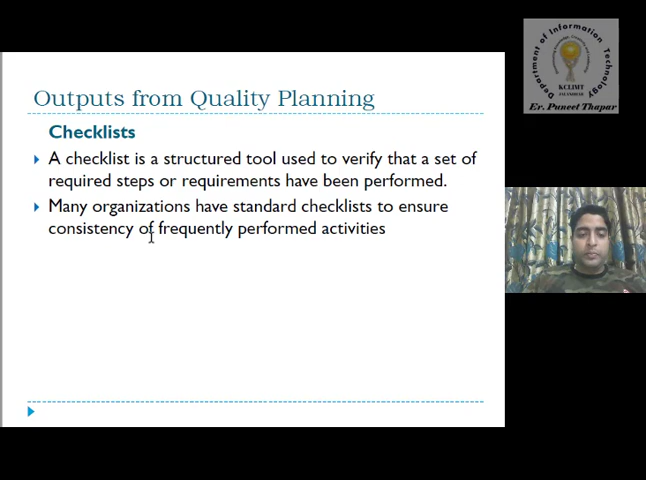 Outputs from Quality Planning
Checklists
A checklist is a structured tool used to verify that a set of
required steps or requirements have been performed.
Many organizations have standard checklists to ensure
consistency of frequently performed activities
Department of Information Technology
KCLIMT
JALANDHAR
Er. Puneet Thapar